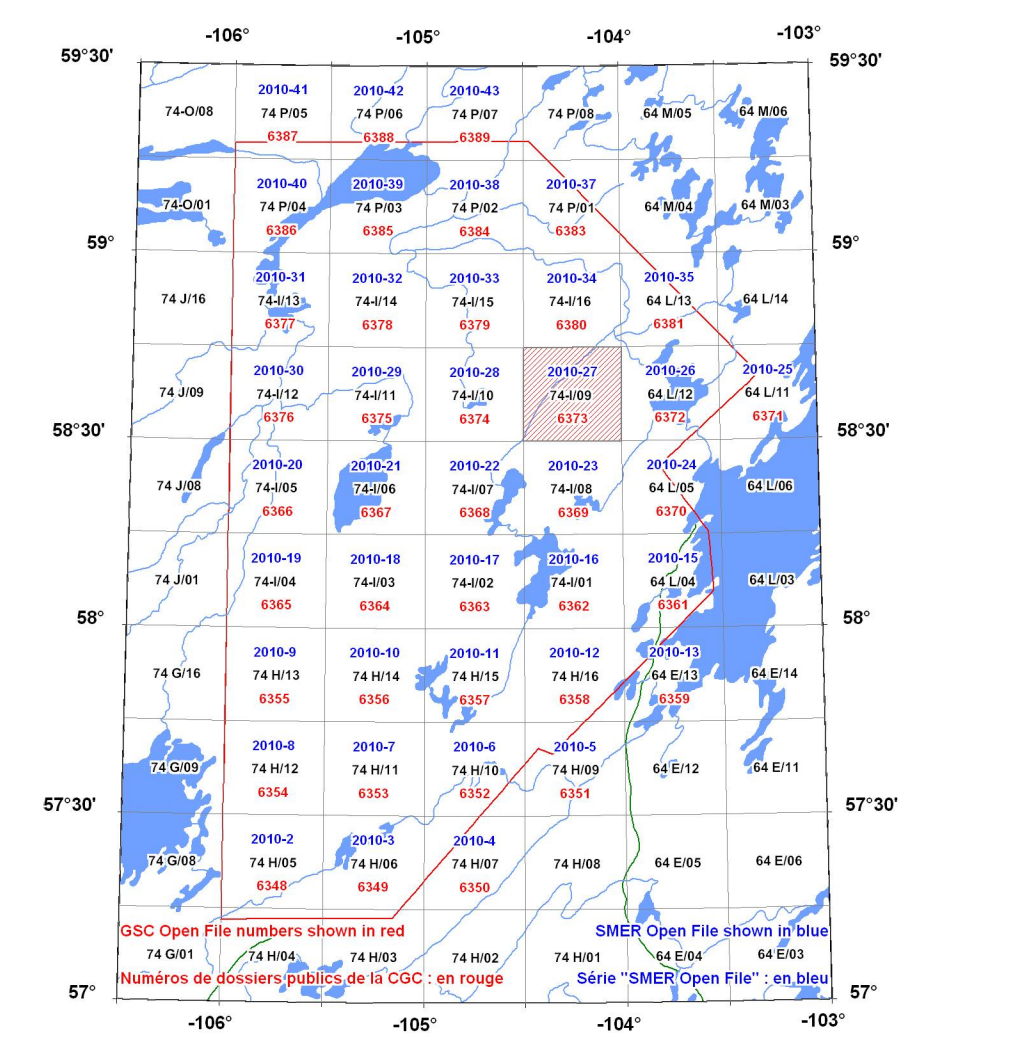 -106° -105° -104° -103°
59°30' 59°30'
2010-41 2010-42 2010-43
74-O/08 74 P/05 74 P/06 74 P/07 74 P/08 64 M/05 64 M/06
6387 6388 6389
2010-40 2010-39 2010-38 2010-37
74-O/01 74 P/04 74 P/03 74 P/02 74 P/01 64 M/04 64 M/03
6386 6385 6384 6383
59° 59°
2010-31 2010-32 2010-33 2010-34 2010-35
74 J/16 74-I/13 74-I/14 74-I/15 74-I/16 64 L/13 64 L/14
6377 6378 6379 6380 6381
2010-30 2010-29 2010-28 2010-27 2010-26 2010-25
74 J/09 74-I/12 74-I/11 74-I/10 74-I/09 64 L/12 64 L/11
6376 6375 6374 6373 6372 6371
58°30' 58°30'
2010-20 2010-21 2010-22 2010-23 2010-24
74 J/08 74-I/05 74-I/06 74-I/07 74-I/08 64 L/05 64 L/06
6366 6367 6368 6369 6370
2010-19 2010-18 2010-17 2010-16 2010-15
74 J/01 74-I/04 74-I/03 74-I/02 74-I/01 64 L/04 64 L/03
6365 6364 6363 6362 6361
58° 58°
2010-9 2010-10 2010-11 2010-12 2010-13
74 G/16 74 H/13 74 H/14 74 H/15 74 H/16 64 E/13 64 E/14
6355 6356 6357 6358 6359
2010-8 2010-7 2010-6 2010-5
74 G/09 74 H/12 74 H/11 74 H/10 74 H/09 64 E/12 64 E/11
6354 6353 6352 6351
57°30' 57°30'
2010-2 2010-3 2010-4
74 G/08 74 H/05 74 H/06 74 H/07 74 H/08 64 E/05 64 E/06
6348 6349 6350
GSC Open File numbers shown in red SMER Open File shown in blue
74 G/01 74 H/04 74 H/03 74 H/02 74 H/01 64 E/04 64 E/03
Numéros de dossiers publics de la CGC : en rouge Série "SMER Open File" : en bleu
57° 57°
-106° -105° -104° -103°